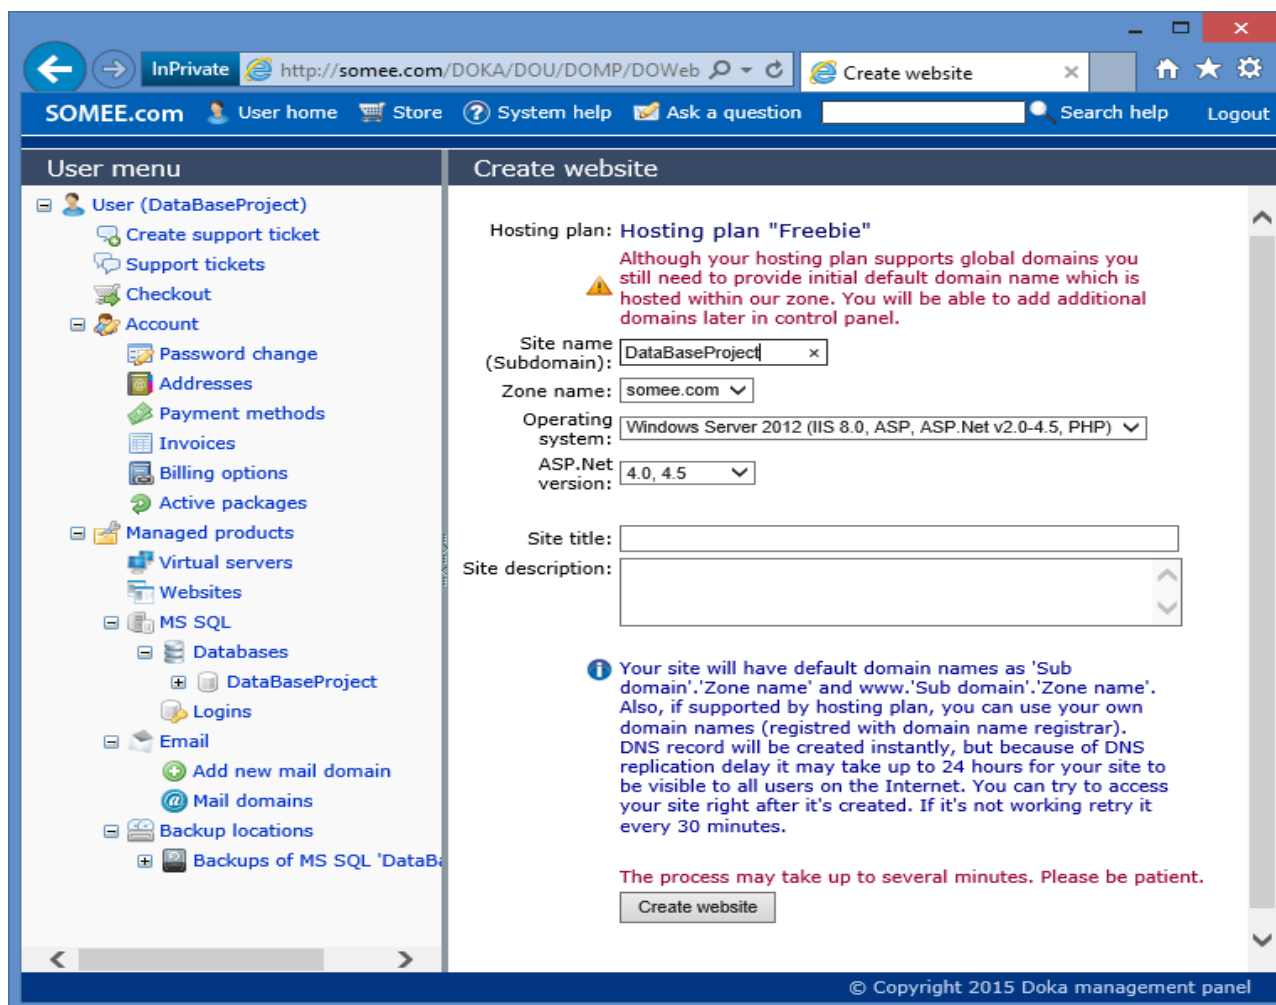 InPrivate http://somee.com/DOKA/DOU/DOMP/DOWeb Create website
SOMEE.com User home Store System help Ask a question Search help Logout
User menu
User (DataBaseProject)
Create support ticket
Support tickets
Checkout
Account
Password change
Addresses
Payment methods
Invoices
Billing options
Active packages
Managed products
Virtual servers
Websites
MS SQL
Databases
DataBaseProject
Logins
Email
Add new mail domain
Mail domains
Backup locations
Backups of MS SQL 'DataBa
Create website
Hosting plan: Hosting plan "Freebie"
Although your hosting plan supports global domains you
still need to provide initial default domain name which is
hosted within our zone. You will be able to add additional
domains later in control panel.
Site name
(Subdomain): DataBaseProject
Zone name: somee.com
Operating
system: Windows Server 2012 (IIS 8.0, ASP, ASP.Net v2.0-4.5, PHP)
ASP.Net
version: 4.0, 4.5
Site title:
Site description:
Your site will have default domain names as 'Sub
domain'.'Zone name' and www.'Sub domain'.'Zone name'.
Also, if supported by hosting plan, you can use your own
domain names (registred with domain name registrar).
DNS record will be created instantly, but because of DNS
replication delay it may take up to 24 hours for your site to
be visible to all users on the Internet. You can try to access
your site right after it's created. If it's not working retry it
every 30 minutes.
The process may take up to several minutes. Please be patient.
Create website
© Copyright 2015 Doka management panel